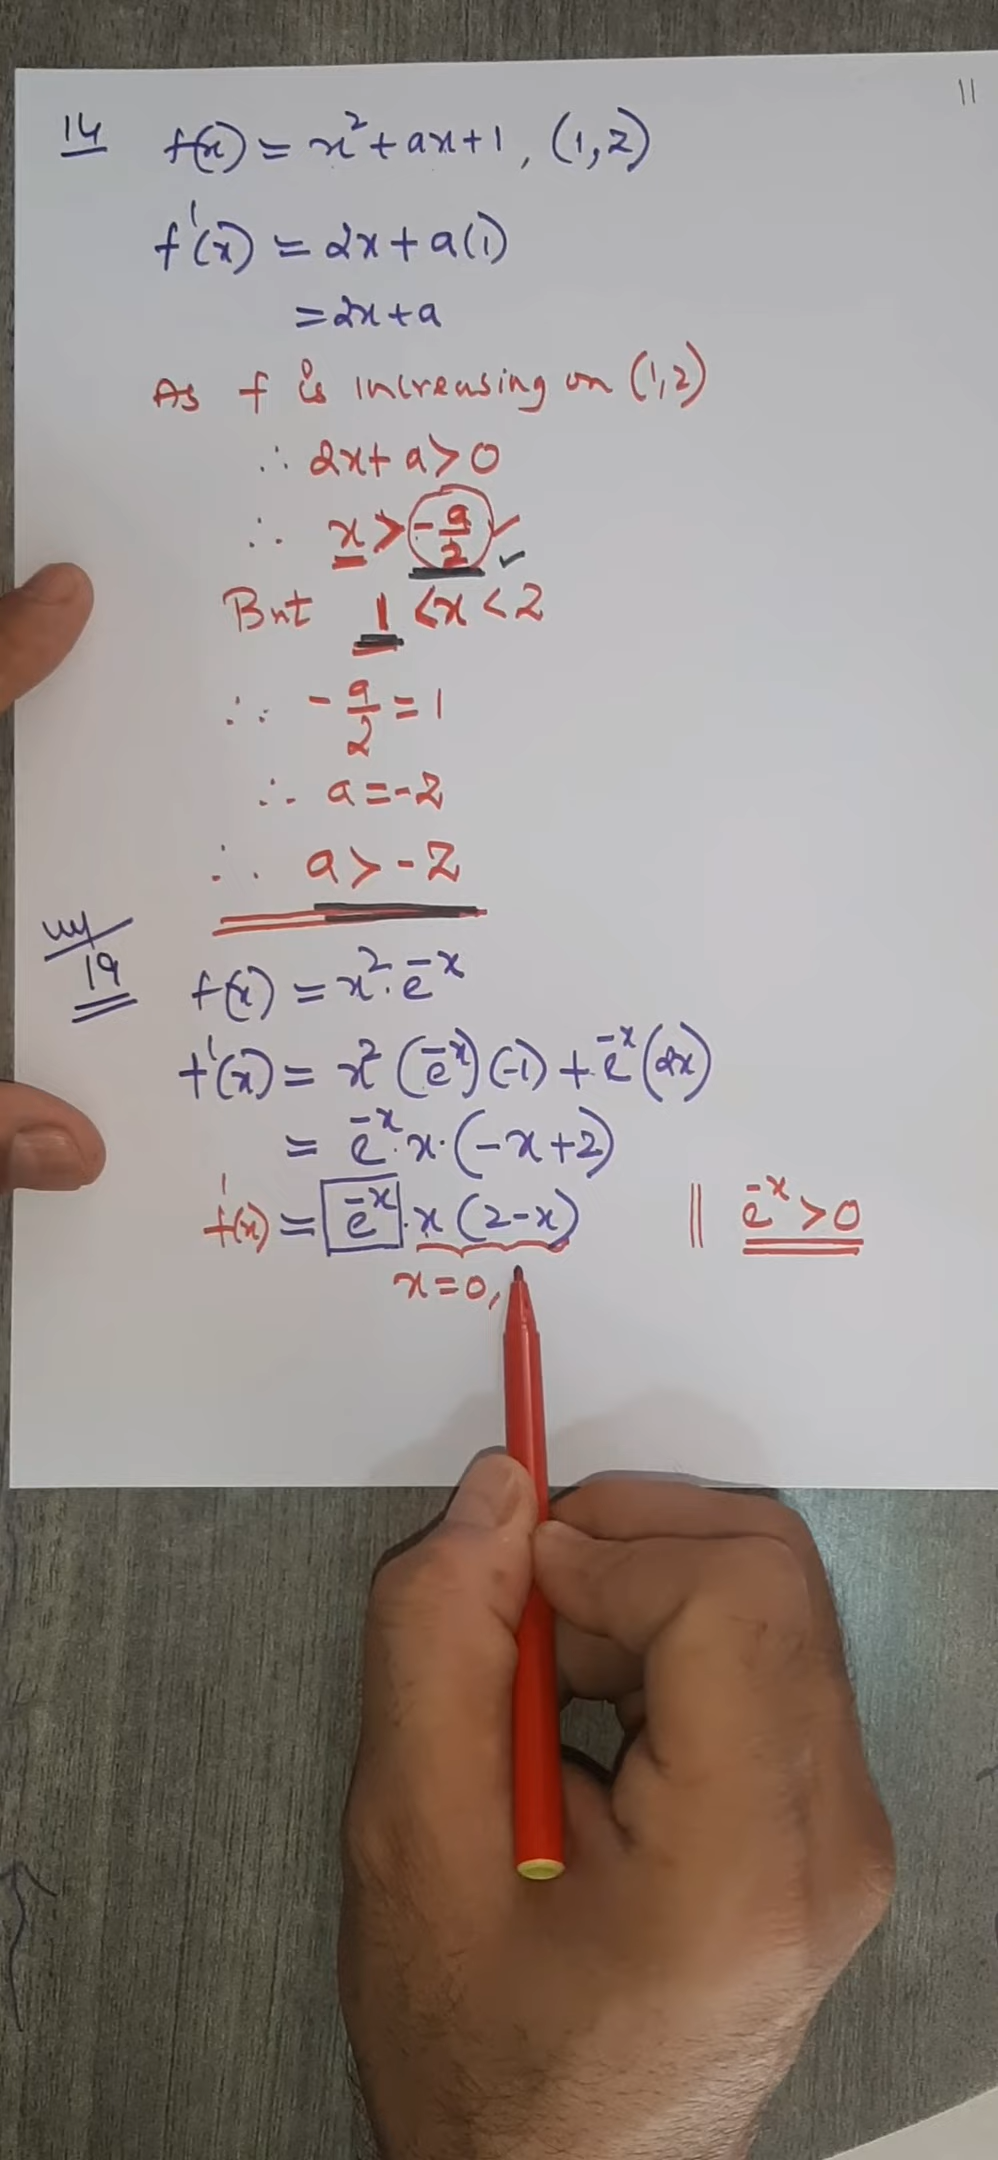 11
14 f(x) = x² + ax + 1, (1,2)
f'(x) = 2x + a(1)
= 2x + a
As f is increasing on (1,2)
∴ 2x + a > 0
∴ x > -a/2 ✓ ✓
But 1 < x < 2
∴ -a/2 = 1
∴ a = -2
∴ a > -2
19 f(x) = x² · e^-x
f'(x) = x² (e^-x) (-1) + e^-x (2x)
= e^-x · x · (-x + 2)
f'(x) = e^-x · x (2 - x) || e^-x > 0
x = 0,